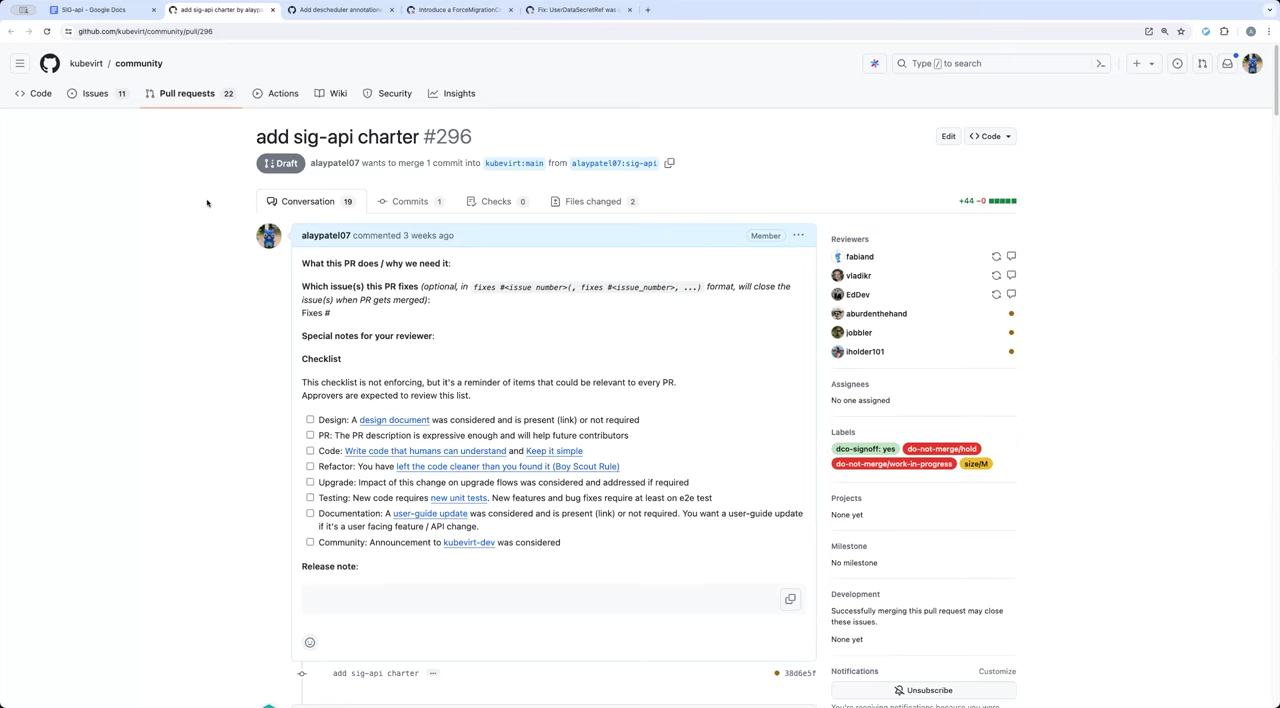 SIG-api - Google Docs
add sig-api charter by alaypa
Add descheduler annotation
Introduce a ForceMigrationC
Fix: UserDataSecretRef was
github.com/kubevirt/community/pull/296
kubevirt / community
Type / to search
Code
Issues 11
Pull requests 22
Actions
Wiki
Security
Insights
add sig-api charter #296
Edit
<> Code
Draft
alaypatel07 wants to merge 1 commit into kubevirt:main from alaypatel07:sig-api
Conversation 19
Commits 1
Checks 0
Files changed 2
+44 −0
alaypatel07 commented 3 weeks ago
Member
What this PR does / why we need it:
Which issue(s) this PR fixes (optional, in fixes #<issue number>(, fixes #<issue_number>, ...) format, will close the
issue(s) when PR gets merged):
Fixes #
Special notes for your reviewer:
Checklist
This checklist is not enforcing, but it's a reminder of items that could be relevant to every PR.
Approvers are expected to review this list.
Design: A design document was considered and is present (link) or not required
PR: The PR description is expressive enough and will help future contributors
Code: Write code that humans can understand and Keep it simple
Refactor: You have left the code cleaner than you found it (Boy Scout Rule)
Upgrade: Impact of this change on upgrade flows was considered and addressed if required
Testing: New code requires new unit tests. New features and bug fixes require at least on e2e test
Documentation: A user-guide update was considered and is present (link) or not required. You want a user-guide update
if it's a user facing feature / API change.
Community: Announcement to kubevirt-dev was considered
Release note:
add sig-api charter
38d6e5f
Reviewers
fabiand
vladikr
EdDev
aburdenthehand
jobbler
iholder101
Assignees
No one assigned
Labels
dco-signoff: yes
do-not-merge/hold
do-not-merge/work-in-progress
size/M
Projects
None yet
Milestone
No milestone
Development
Successfully merging this pull request may close
these issues.
None yet
Notifications
Customize
Unsubscribe
You're receiving notifications because you were